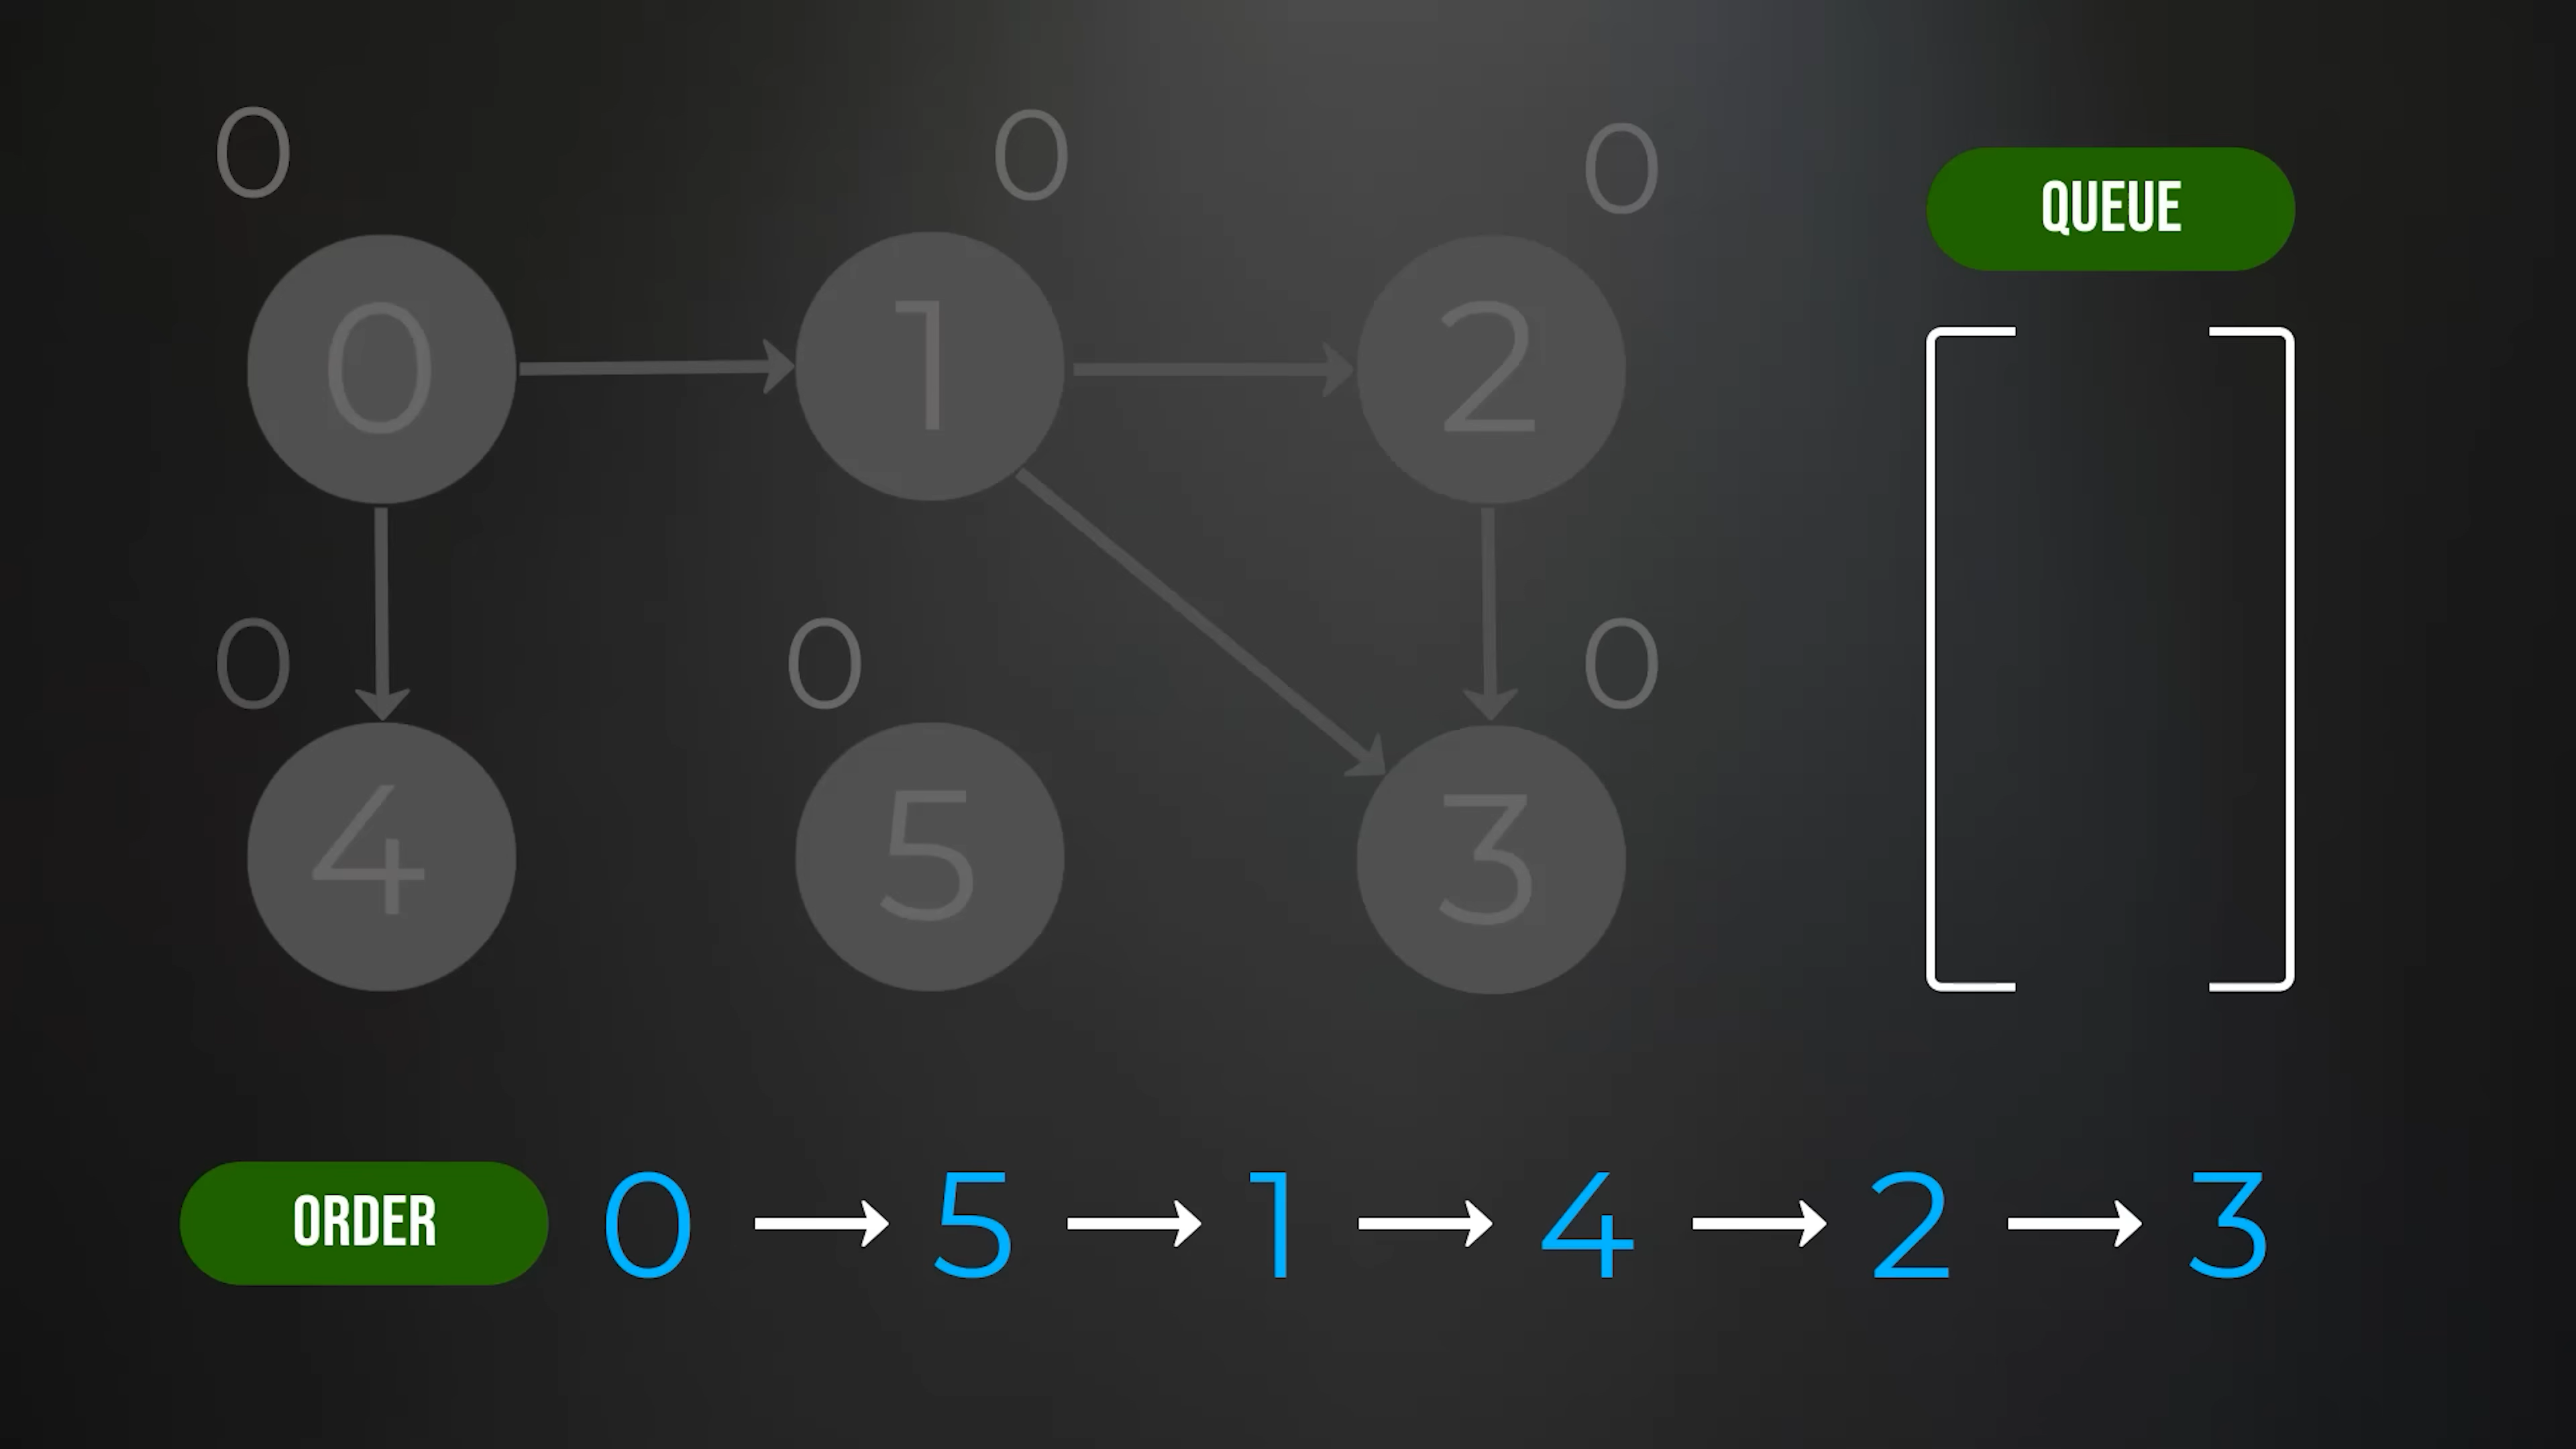 0 0 0
QUEUE
0 1 2
0 0 0
4 5 3
ORDER 0 → 5 → 1 → 4 → 2 → 3